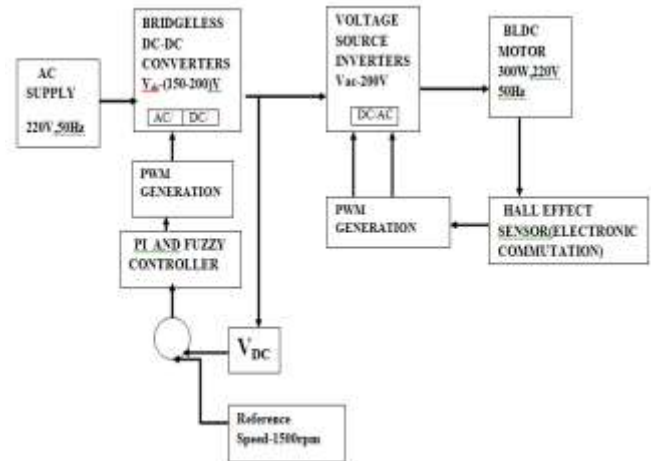 BRIDGELESS
DC-DC
CONVERTERS
V -(150-200)V
AC/ DC/
VOLTAGE
SOURCE
INVERTERS
Vac-200V
DC/AC
BLDC
MOTOR
300W,220V
50Hz
AC
SUPPLY
220V,50Hz
PWM
GENERATION
PWM
GENERATION
HALL EFFECT
SENSOR(ELECTRONIC
COMMUTATION)
PI AND FUZZY
CONTROLLER
VDC
Reference
Speed-1500rpm